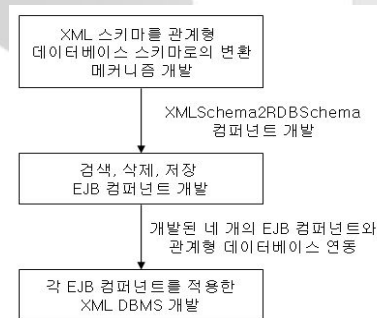 XML 스키마를 관계형
데이터베이스 스키마로의 변환
메커니즘 개발
XMLSchema2RDBSchema
컴퍼넌트 개발
검색, 삭제, 저장
EJB 컴퍼넌트 개발
개발된 네 개의 EJB 컴퍼넌트와
관계형 데이터베이스 연동
각 EJB 컴퍼넌트를 적용한
XML DBMS 개발